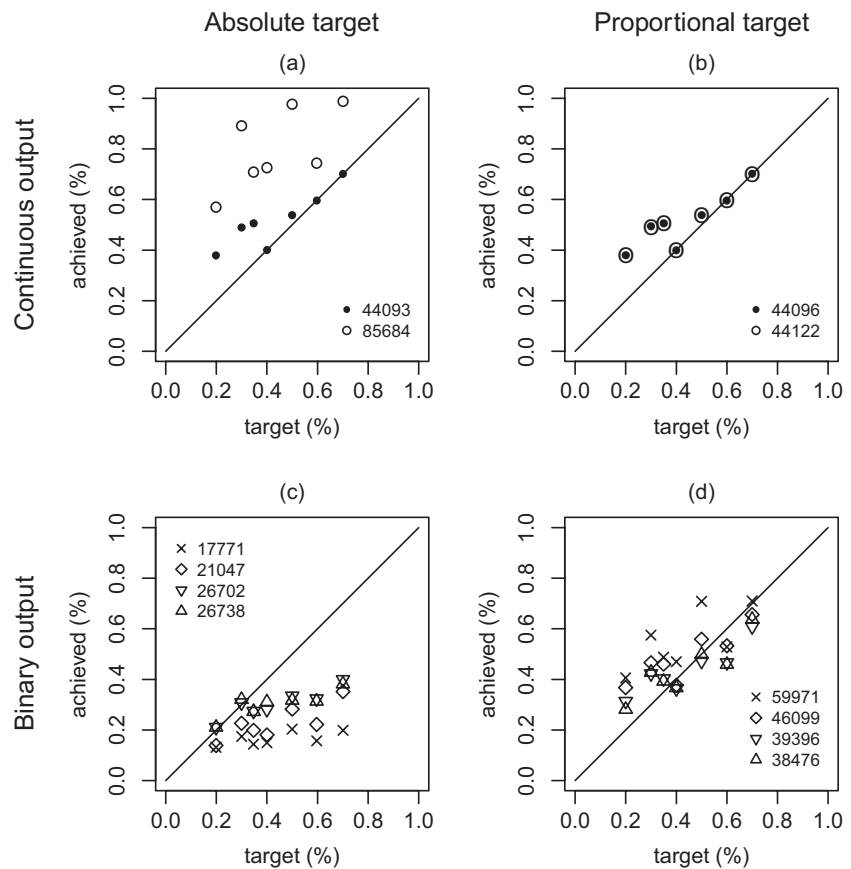 Absolute target
Proportional target
Continuous output
(a)
achieved (%)
1.0
0.8
0.6
0.4
0.2
0.0
44093
85684
0.0 0.2 0.4 0.6 0.8 1.0
target (%)
(b)
achieved (%)
1.0
0.8
0.6
0.4
0.2
0.0
44096
44122
0.0 0.2 0.4 0.6 0.8 1.0
target (%)
Binary output
(c)
achieved (%)
1.0
0.8
0.6
0.4
0.2
0.0
17771
21047
26702
26738
0.0 0.2 0.4 0.6 0.8 1.0
target (%)
(d)
achieved (%)
1.0
0.8
0.6
0.4
0.2
0.0
59971
46099
39396
38476
0.0 0.2 0.4 0.6 0.8 1.0
target (%)